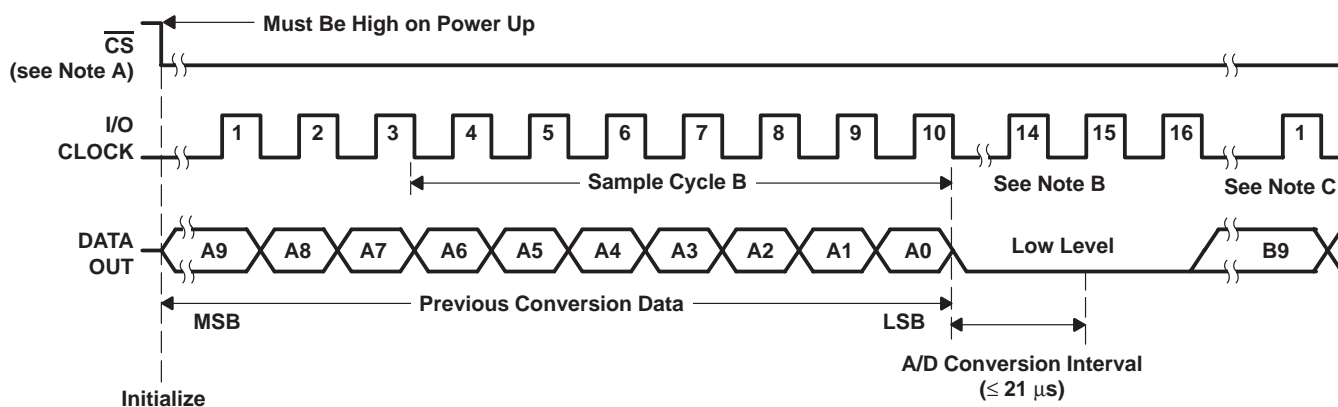 Must Be High on Power Up
CS
(see Note A)
I/O
CLOCK
1 2 3 4 5 6 7 8 9 10 14 15 16 1
Sample Cycle B
See Note B
See Note C
DATA
OUT
A9 A8 A7 A6 A5 A4 A3 A2 A1 A0 Low Level B9
Previous Conversion Data
MSB
LSB
A/D Conversion Interval
(≤ 21 μs)
Initialize